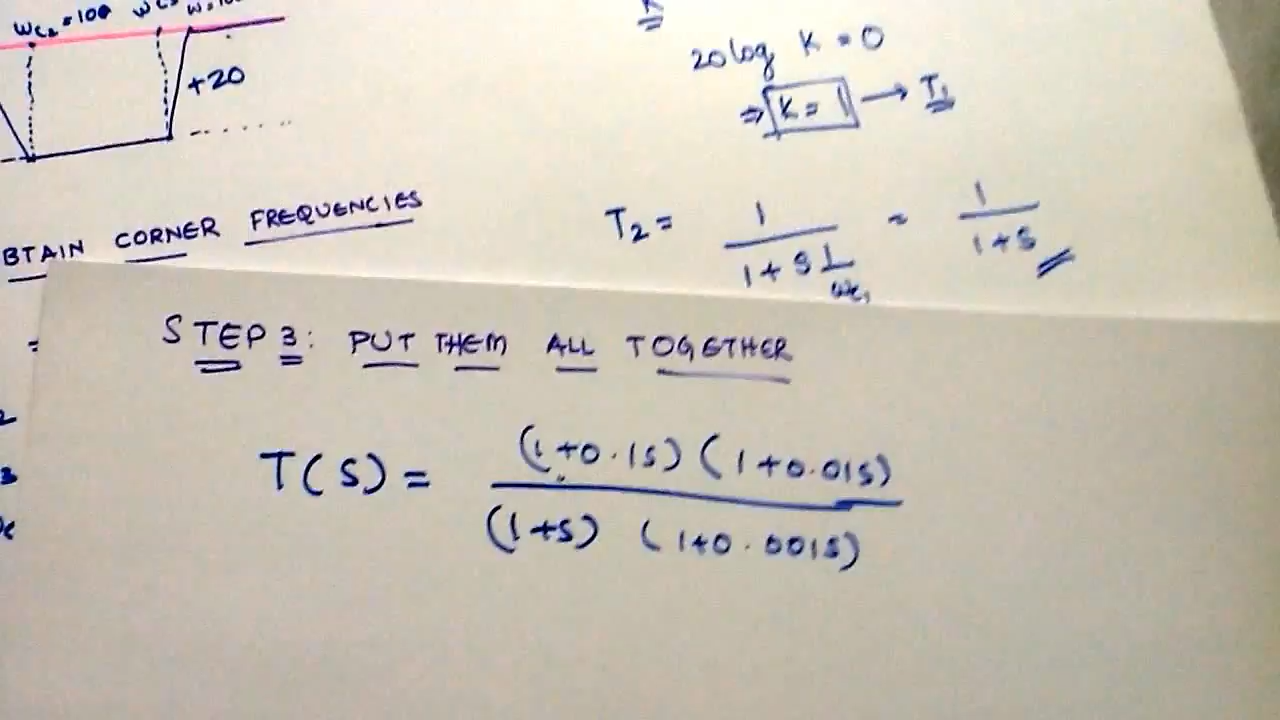 ωc2=100
+20
20log K = 0
⇒ K = 1 → T1
T2 = 1 / (1+S 1/ωc1) = 1 / (1+S)
BTAIN CORNER FREQUENCIES
=
STEP 3: PUT THEM ALL TOGETHER
T(S) = (1+0.1S) (1+0.01S) / (1+S) (1+0.001S)